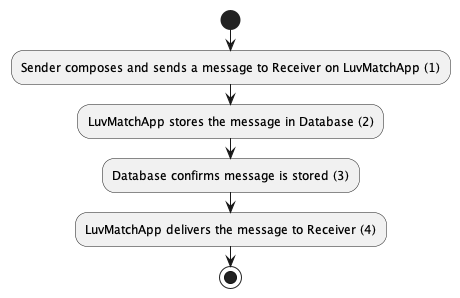 Sender composes and sends a message to Receiver on LuvMatchApp (1)
LuvMatchApp stores the message in Database (2)
Database confirms message is stored (3)
LuvMatchApp delivers the message to Receiver (4)